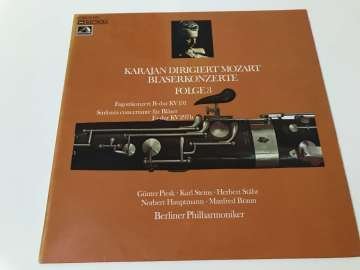 KARAJAN DIRIGIERT MOZART
BLÄSERKONZERTE
FOLGE 3
Fagottkonzert B-dur KV 191
Sinfonia concertante für Bläser
Es-dur KV 297b
Günter Piesk · Karl Steins · Herbert Stähr
Norbert Hauptmann · Manfred Braun
Berliner Philharmoniker